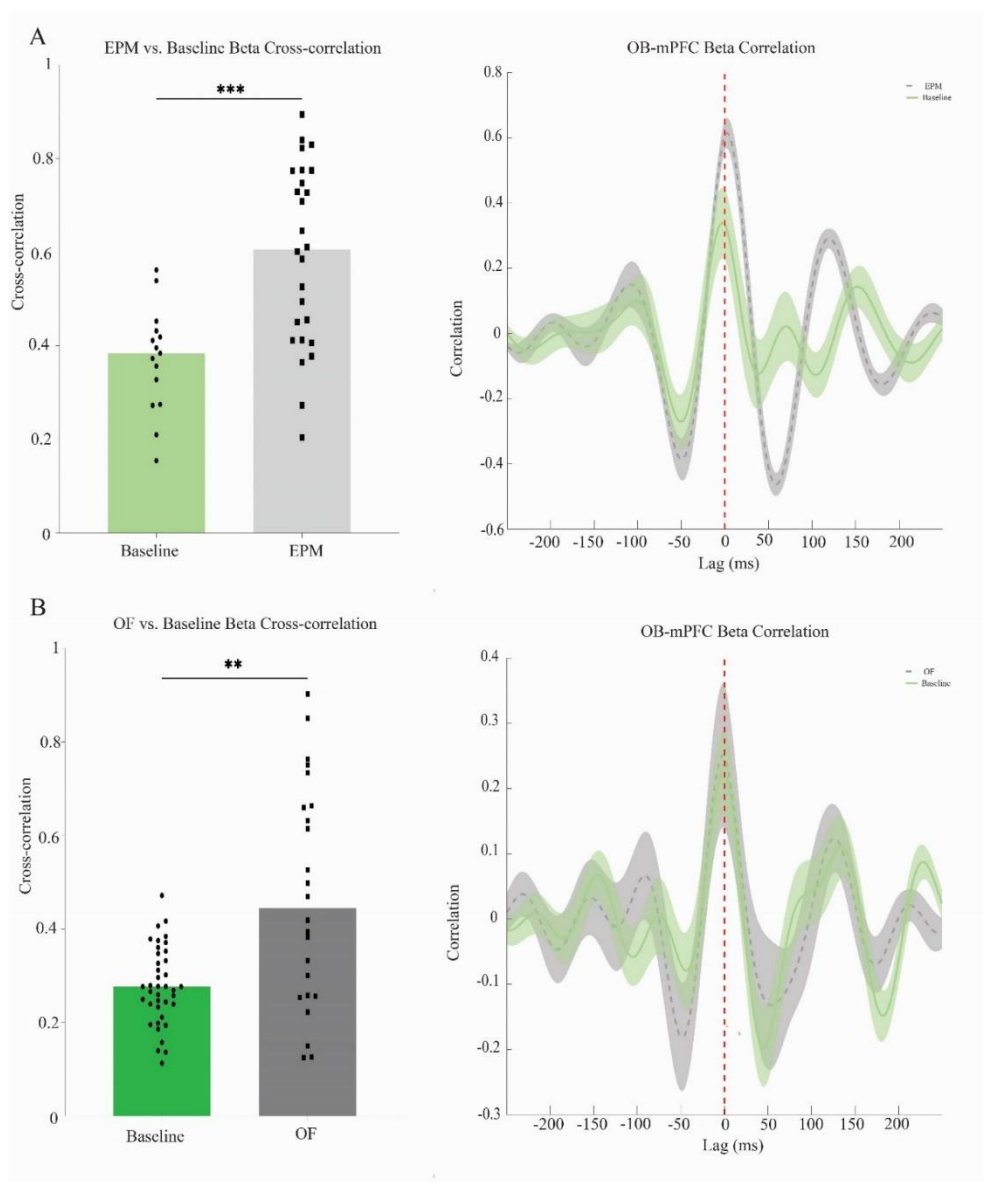 A
EPM vs. Baseline Beta Cross-correlation
1
0.8
0.6
0.4
0.2
0
Cross-correlation
***
Baseline
EPM
OB-mPFC Beta Correlation
0.8
0.6
0.4
0.2
0
-0.2
-0.4
-0.6
Correlation
EPM
Baseline
-200 -150 -100 -50 0 50 100 150 200
Lag (ms)
B
OF vs. Baseline Beta Cross-correlation
1
0.8
0.6
0.4
0.2
0
Cross-correlation
**
Baseline
OF
OB-mPFC Beta Correlation
0.4
0.3
0.2
0.1
0
-0.1
-0.2
-0.3
Correlation
OF
Baseline
-200 -150 -100 -50 0 50 100 150 200
Lag (ms)